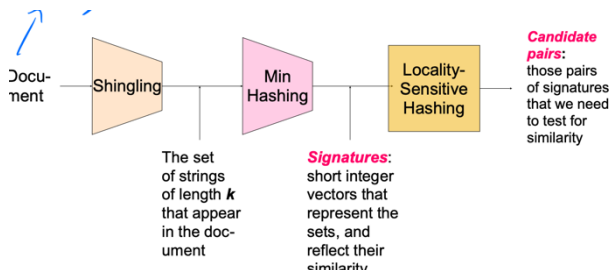 Docu-
ment
Shingling
Min
Hashing
Locality-
Sensitive
Hashing
Candidate
pairs:
those pairs
of signatures
that we need
to test for
similarity
The set
of strings
of length k
that appear
in the doc-
ument
Signatures:
short integer
vectors that
represent the
sets, and
reflect their
similarity